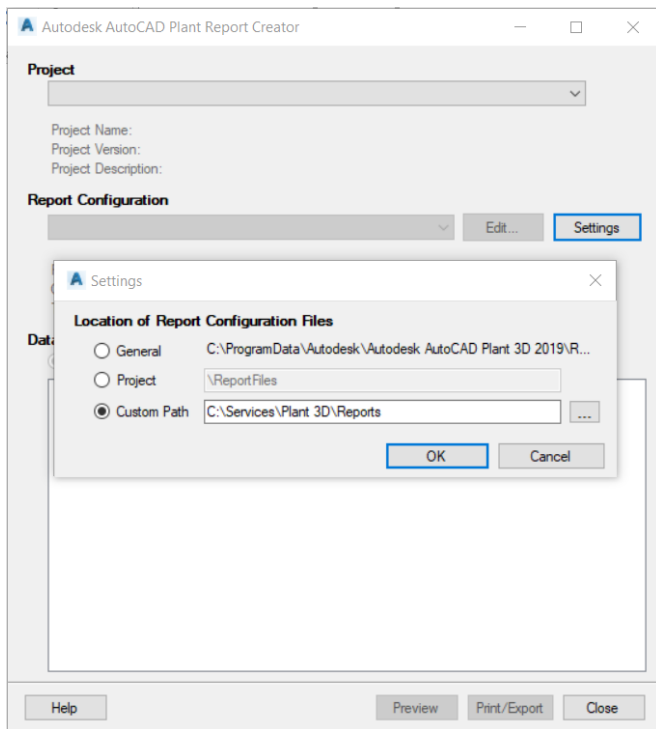 Autodesk AutoCAD Plant Report Creator
Project
Project Name:
Project Version:
Project Description:
Report Configuration
Edit...
Settings
Settings
Location of Report Configuration Files
General C:\ProgramData\Autodesk\Autodesk AutoCAD Plant 3D 2019\R...
Project \ReportFiles
Custom Path C:\Services\Plant 3D\Reports ...
OK
Cancel
Data
Help
Preview
Print/Export
Close